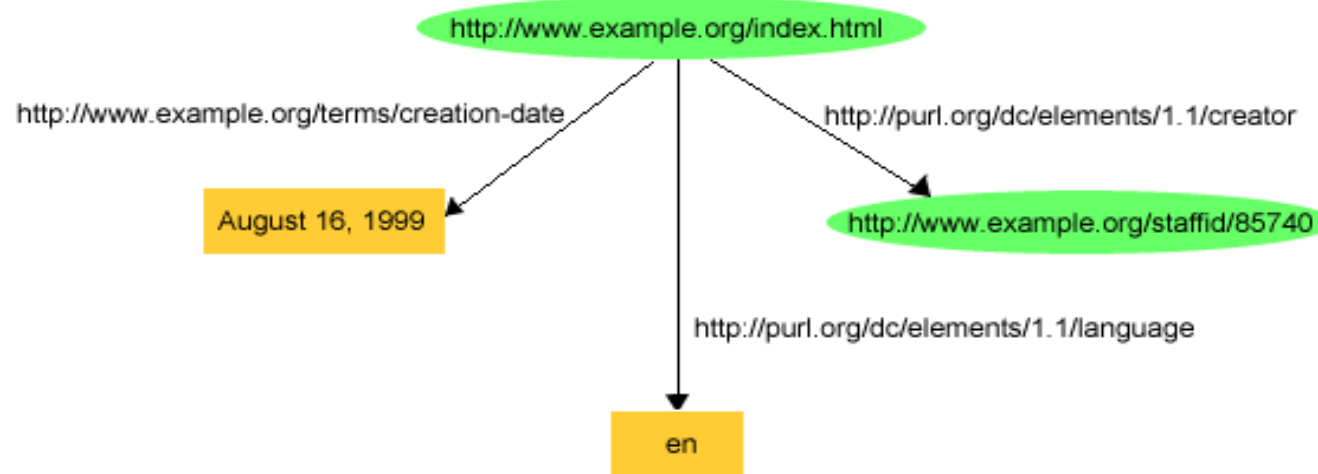 http://www.example.org/index.html
http://www.example.org/terms/creation-date
http://purl.org/dc/elements/1.1/creator
August 16, 1999
http://www.example.org/staffid/85740
http://purl.org/dc/elements/1.1/language
en